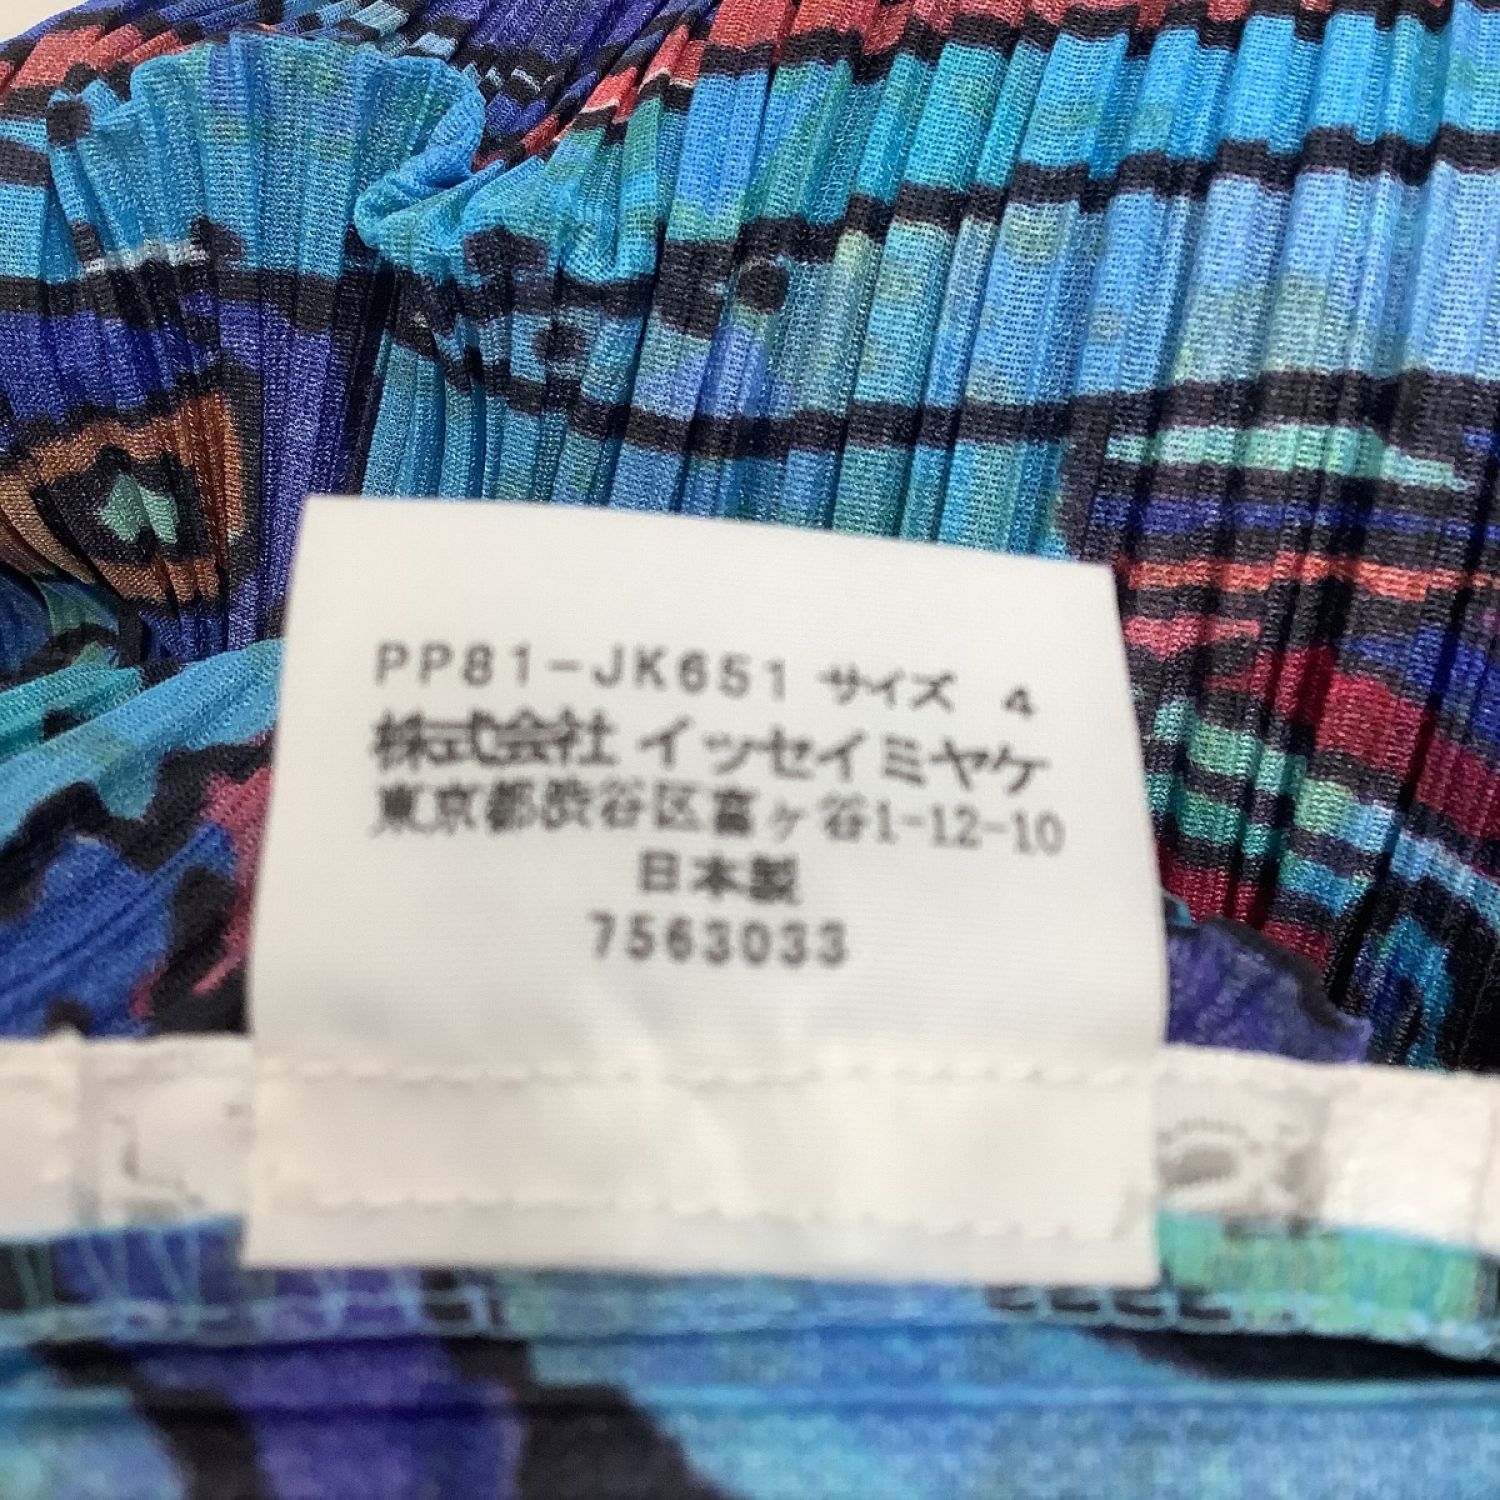 PP81-JK651 サイズ 4
株式会社 イッセイミヤケ
東京都渋谷区富ヶ谷1-12-10
日本製
7563033